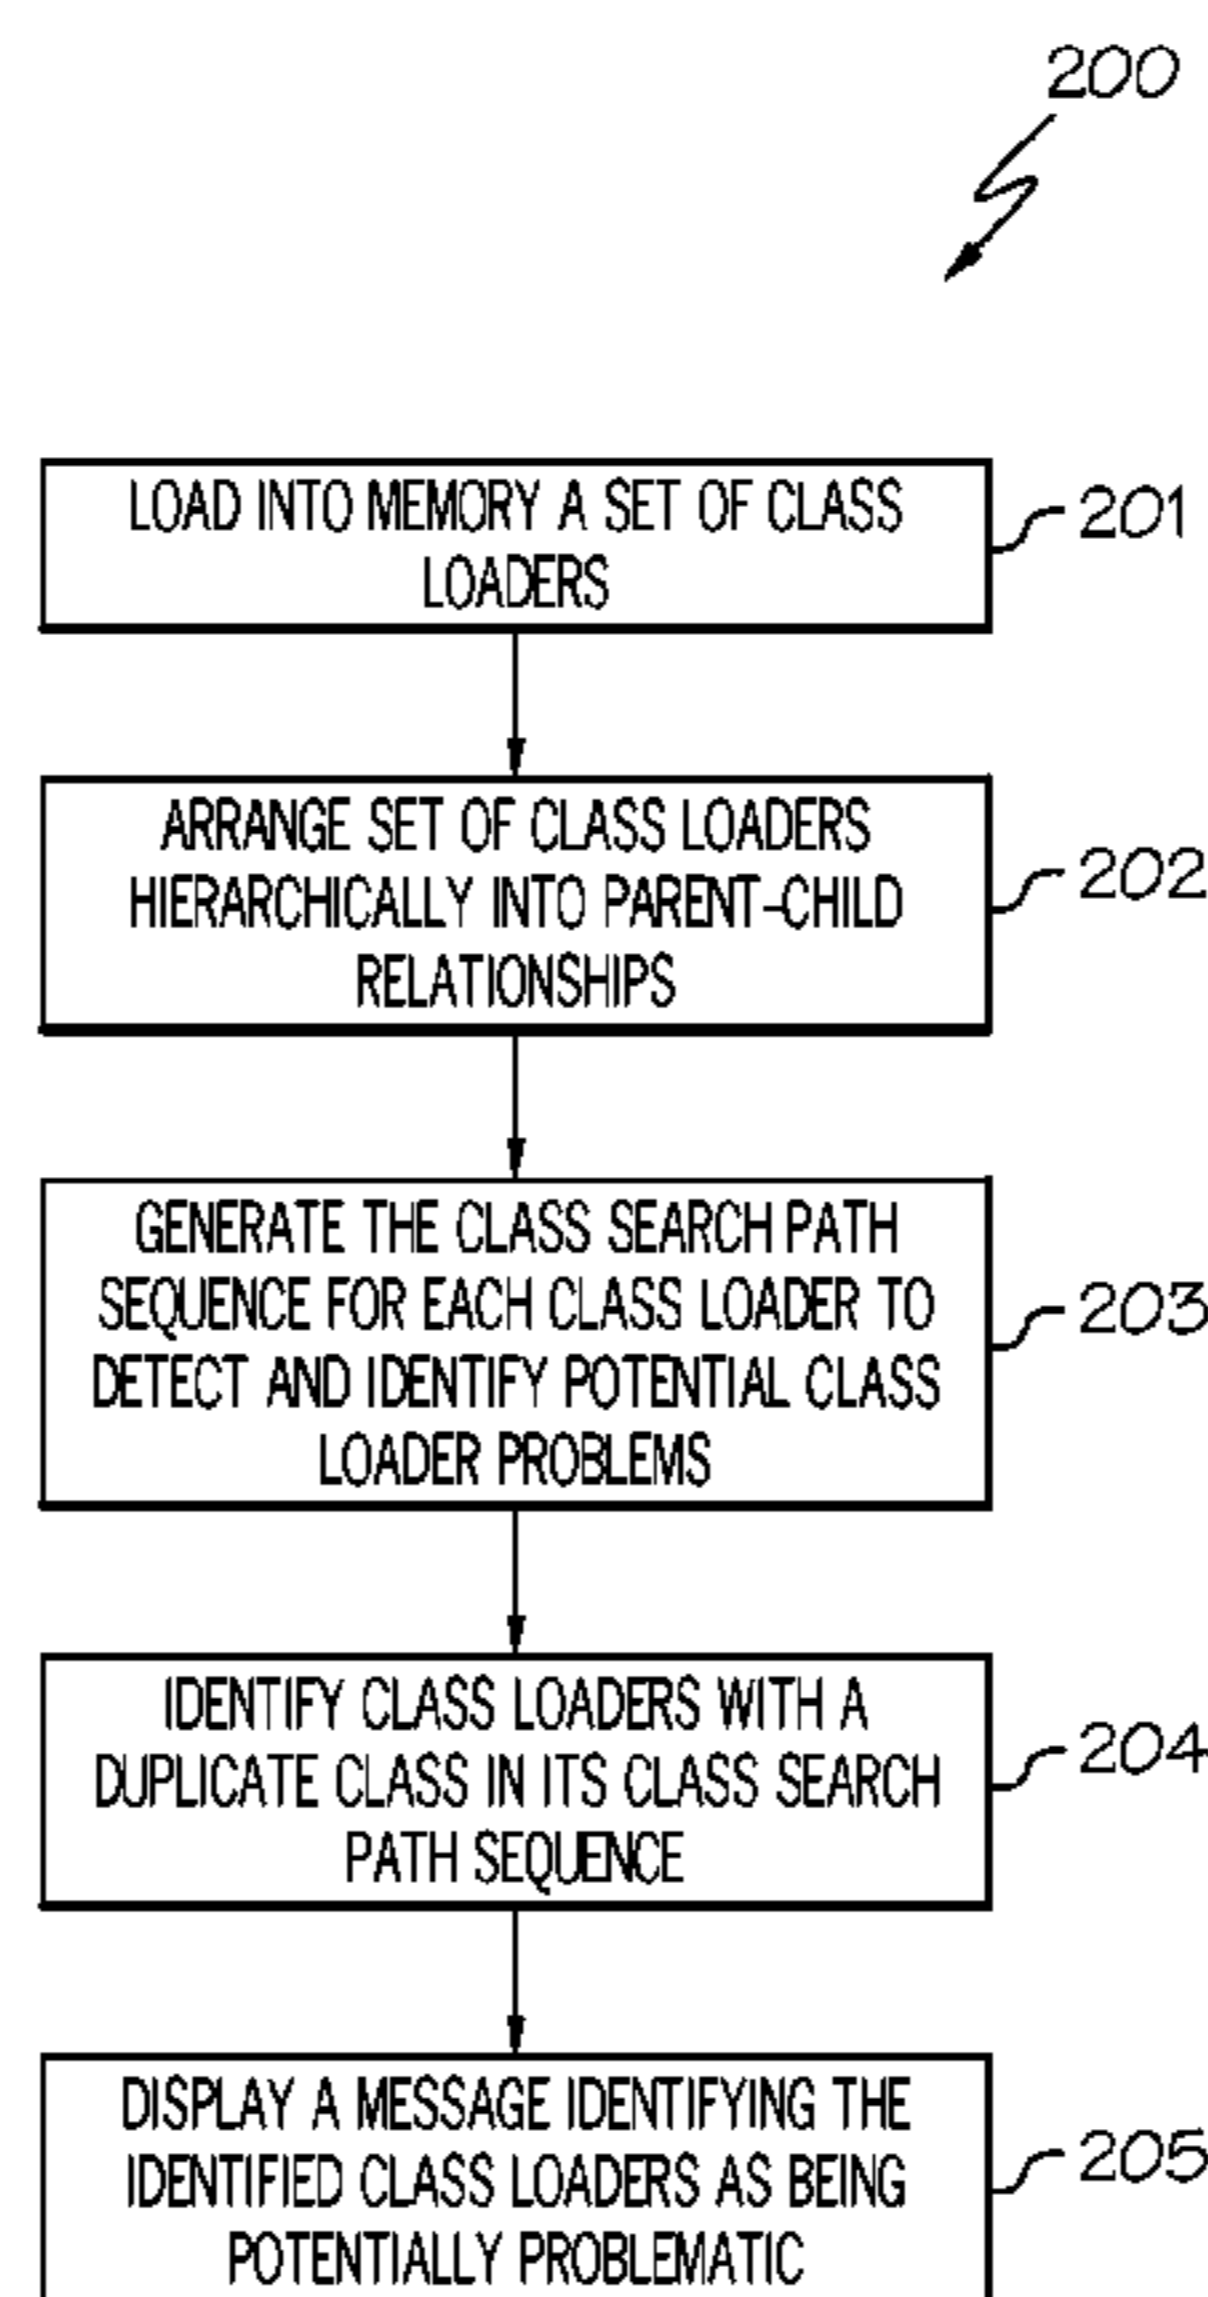 200
LOAD INTO MEMORY A SET OF CLASS
LOADERS
201
ARRANGE SET OF CLASS LOADERS
HIERARCHICALLY INTO PARENT-CHILD
RELATIONSHIPS
202
GENERATE THE CLASS SEARCH PATH
SEQUENCE FOR EACH CLASS LOADER TO
DETECT AND IDENTIFY POTENTIAL CLASS
LOADER PROBLEMS
203
IDENTIFY CLASS LOADERS WITH A
DUPLICATE CLASS IN ITS CLASS SEARCH
PATH SEQUENCE
204
DISPLAY A MESSAGE IDENTIFYING THE
IDENTIFIED CLASS LOADERS AS BEING
POTENTIALLY PROBLEMATIC
205